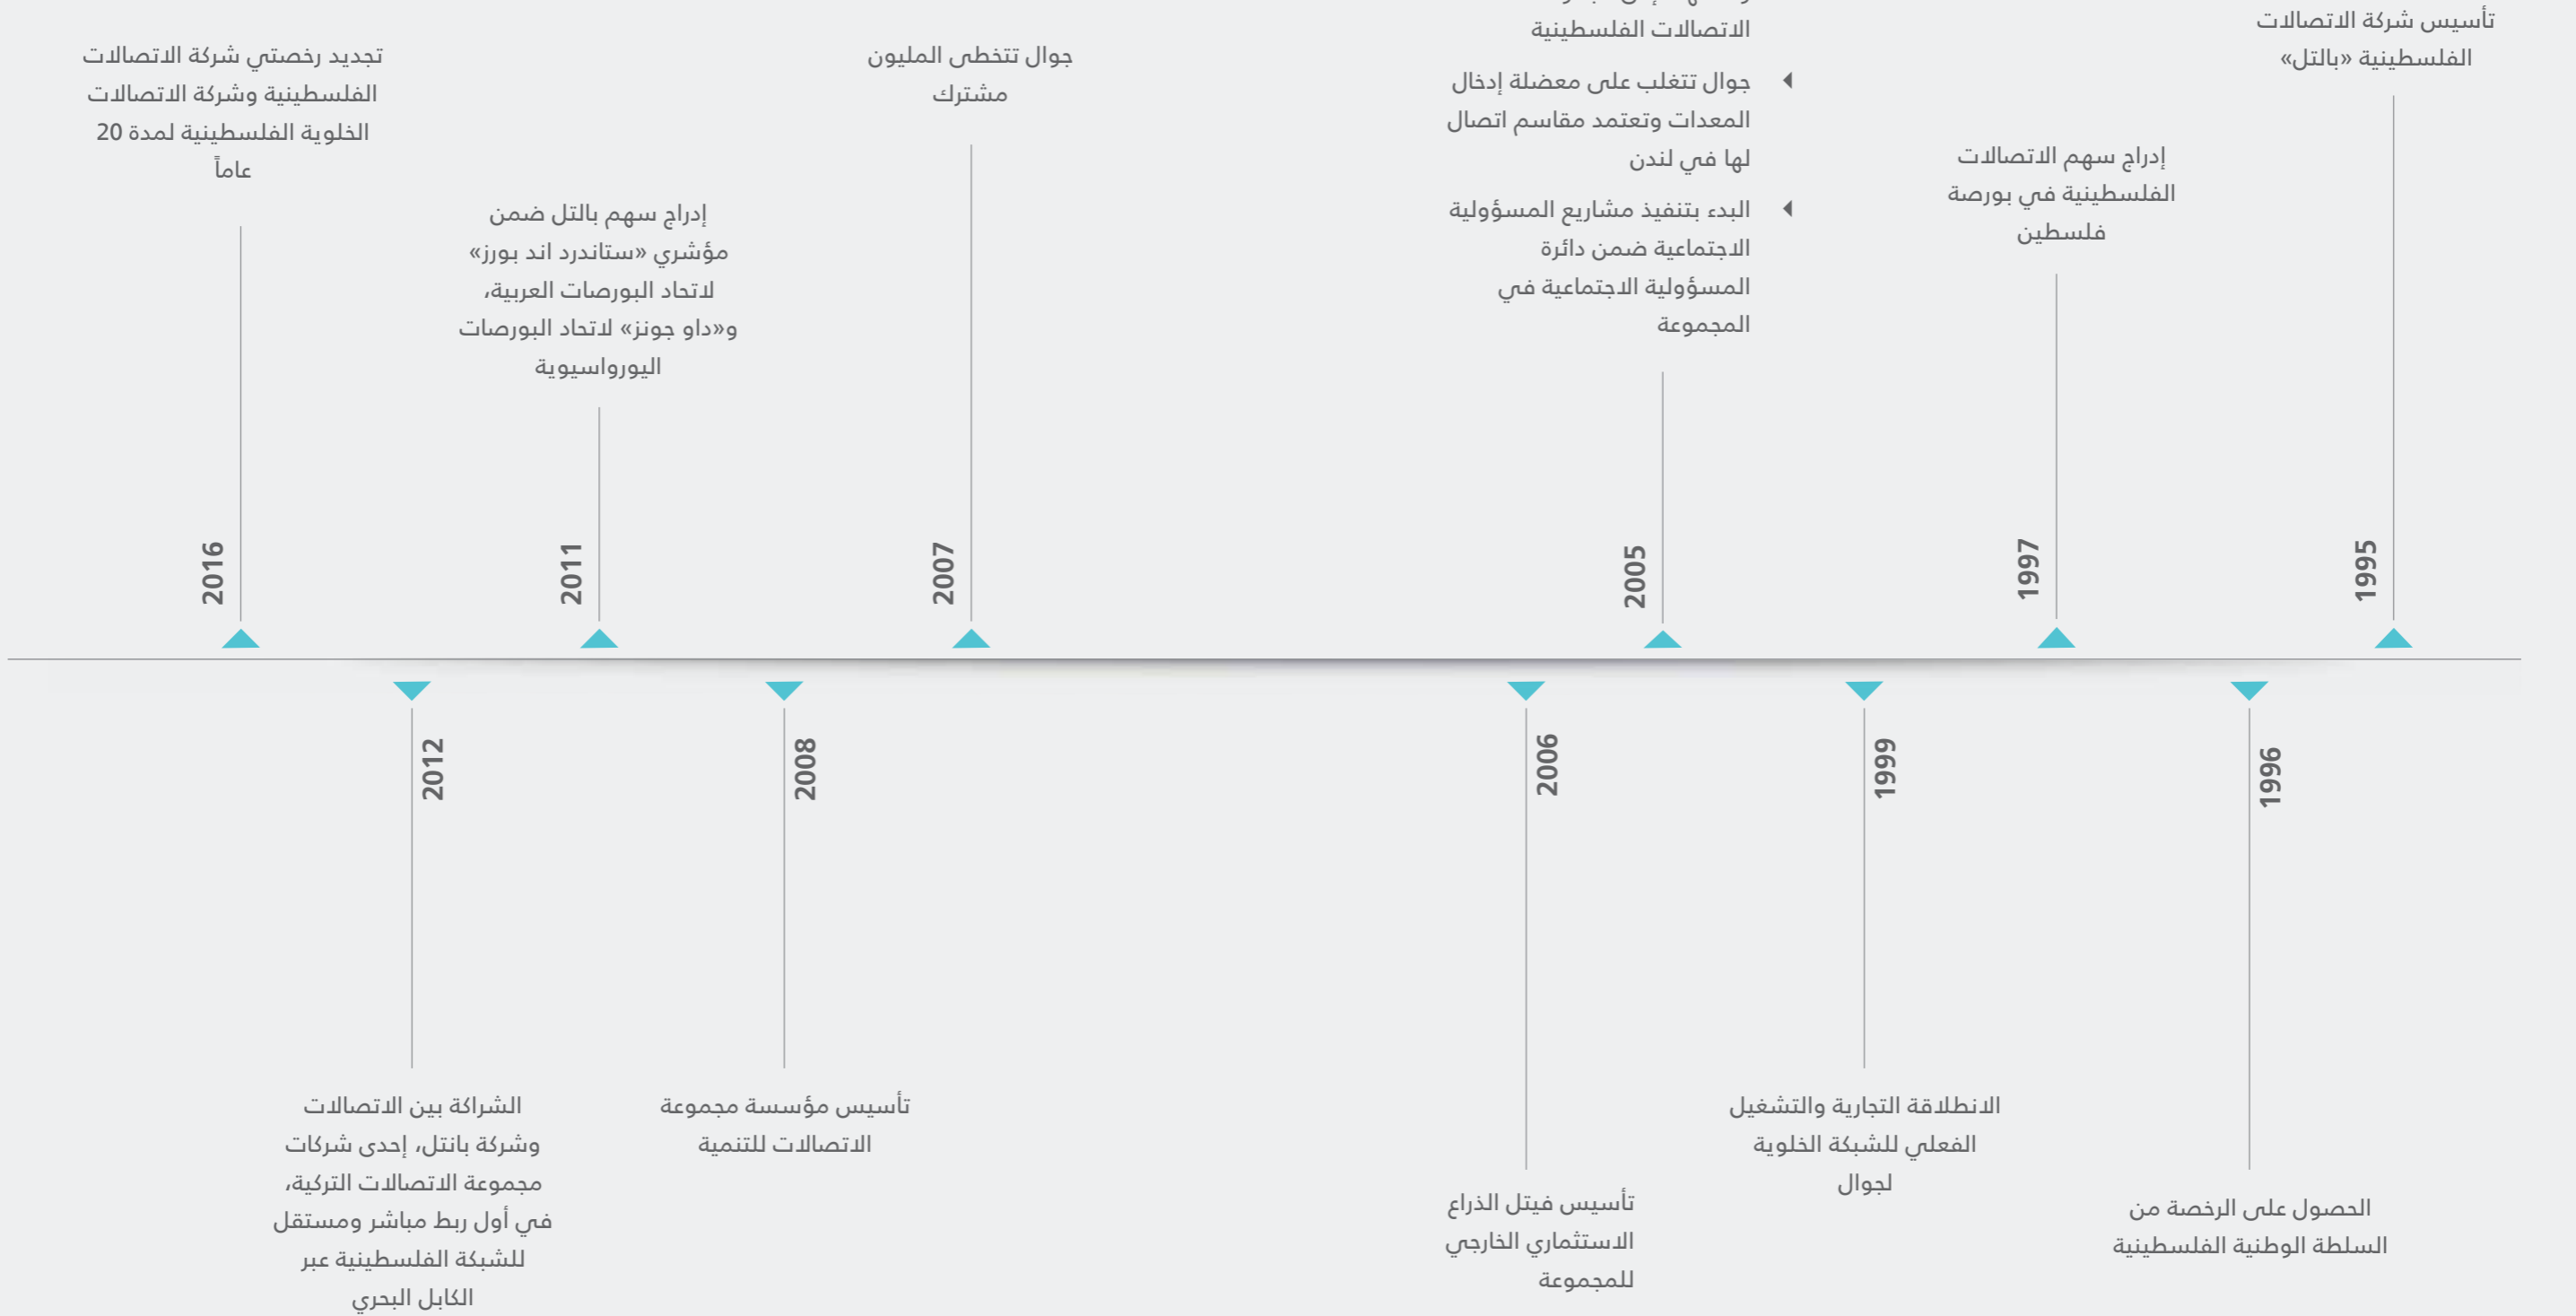 تأسيس شركة الاتصالات
الفلسطينية «بالتل»
1995
الحصول على الرخصة من
السلطة الوطنية الفلسطينية
1996
إدراج سهم الاتصالات
الفلسطينية في بورصة
فلسطين
1997
الانطلاقة التجارية والتشغيل
الفعلي للشبكة الخلوية
لجوال
1999
الاتصالات الفلسطينية
جوال تتغلب على معضلة إدخال
المعدات وتعتمد مقاسم اتصال
لها في لندن
البدء بتنفيذ مشاريع المسؤولية
الاجتماعية ضمن دائرة
المسؤولية الاجتماعية في
المجموعة
2005
تأسيس فيتل الذراع
الاستثماري الخارجي
للمجموعة
2006
جوال تتخطى المليون
مشترك
2007
تأسيس مؤسسة مجموعة
الاتصالات للتنمية
2008
إدراج سهم بالتل ضمن
مؤشري «ستاندرد اند بورز»
لاتحاد البورصات العربية،
و«داو جونز» لاتحاد البورصات
اليورواسيوية
2011
الشراكة بين الاتصالات
وشركة بانتل، إحدى شركات
مجموعة الاتصالات التركية،
في أول ربط مباشر ومستقل
للشبكة الفلسطينية عبر
الكابل البحري
2012
تجديد رخصتي شركة الاتصالات
الفلسطينية وشركة الاتصالات
الخلوية الفلسطينية لمدة 20
عاماً
2016